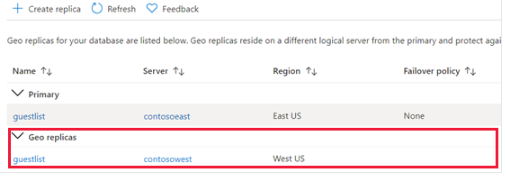 Create replica Refresh Feedback
Geo replicas for your database are listed below. Geo replicas reside on a different logical server from the primary and protect agai
Name Server Region Failover policy
Primary
guestlist contosoeast East US None
Geo replicas
guestlist contosowest West US